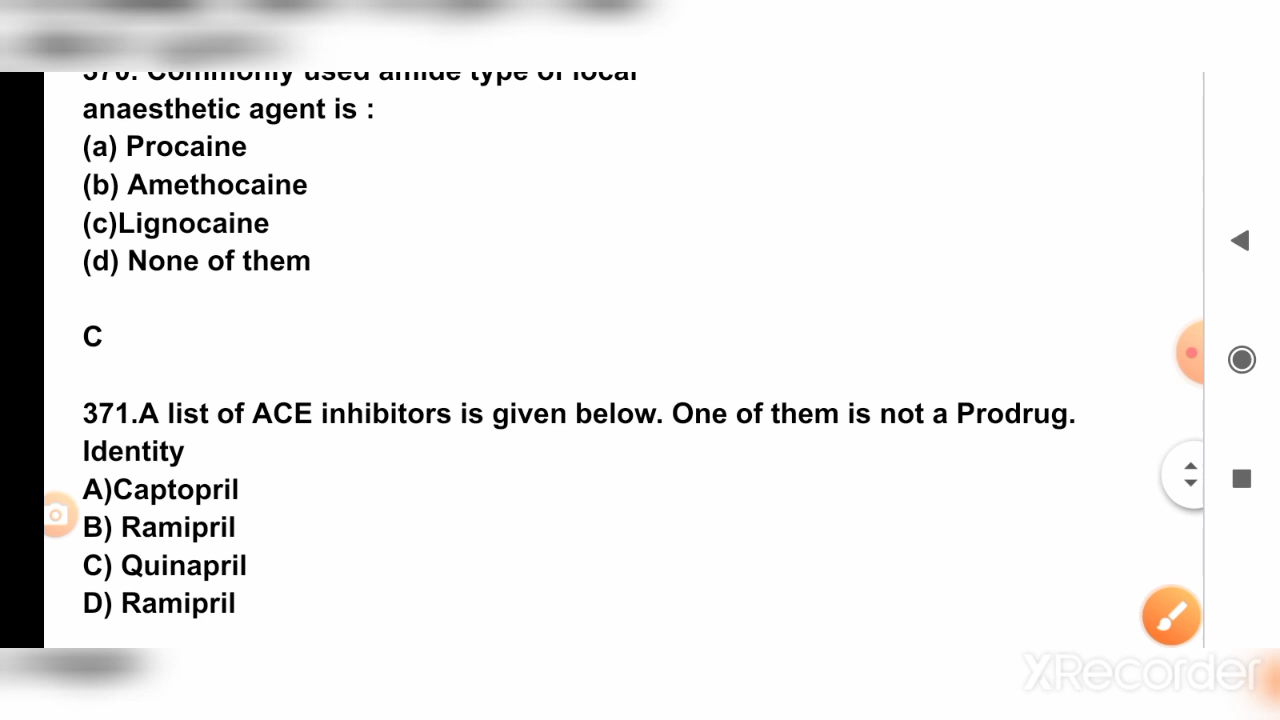 370. Commonly used amide type of local
anaesthetic agent is :
(a) Procaine
(b) Amethocaine
(c)Lignocaine
(d) None of them
C
371.A list of ACE inhibitors is given below. One of them is not a Prodrug.
Identity
A)Captopril
B) Ramipril
C) Quinapril
D) Ramipril
XRecorder